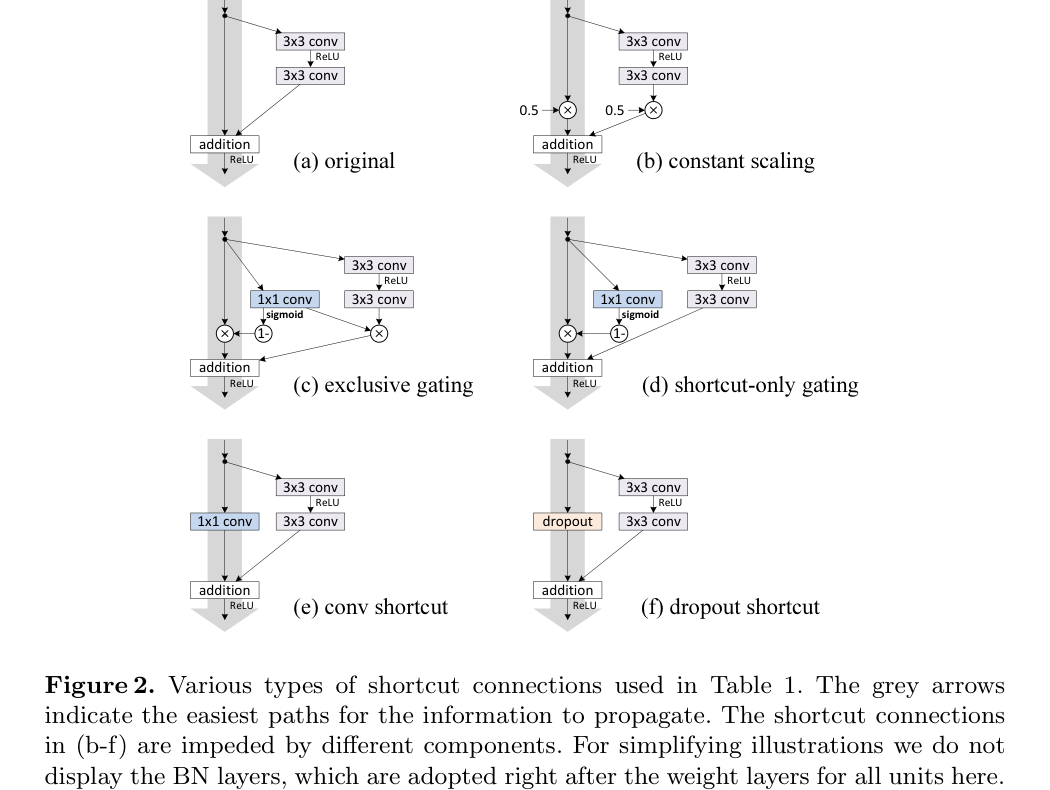 3x3 conv
ReLU
3x3 conv
addition
ReLU
(a) original
3x3 conv
ReLU
3x3 conv
0.5
×
0.5
×
addition
ReLU
(b) constant scaling
3x3 conv
ReLU
1x1 conv
3x3 conv
sigmoid
×
1-
×
addition
ReLU
(c) exclusive gating
3x3 conv
ReLU
1x1 conv
3x3 conv
sigmoid
×
1-
addition
ReLU
(d) shortcut-only gating
3x3 conv
ReLU
1x1 conv
3x3 conv
addition
ReLU
(e) conv shortcut
3x3 conv
ReLU
dropout
3x3 conv
addition
ReLU
(f) dropout shortcut
Figure 2. Various types of shortcut connections used in Table 1. The grey arrows
indicate the easiest paths for the information to propagate. The shortcut connections
in (b-f) are impeded by different components. For simplifying illustrations we do not
display the BN layers, which are adopted right after the weight layers for all units here.